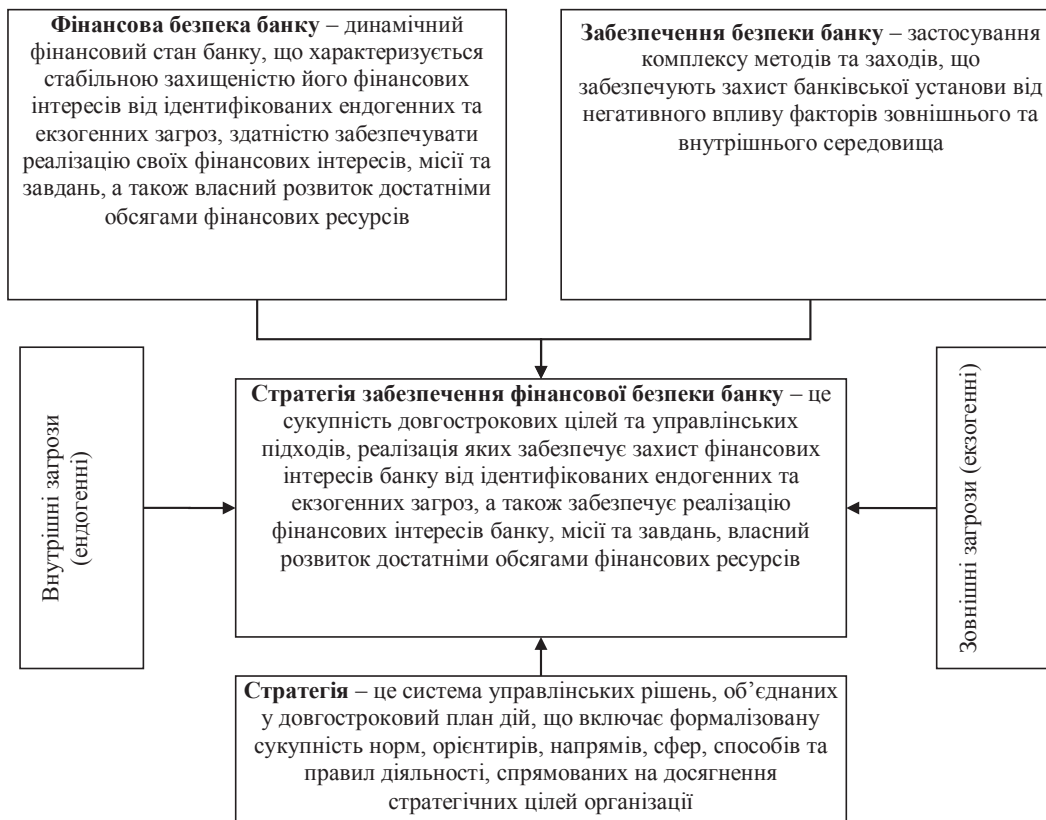 Фінансова безпека банку – динамічний
фінансовий стан банку, що характеризується
стабільною захищеністю його фінансових
інтересів від ідентифікованих ендогенних та
екзогенних загроз, здатністю забезпечувати
реалізацію своїх фінансових інтересів, місії та
завдань, а також власний розвиток достатніми
обсягами фінансових ресурсів
Забезпечення безпеки банку – застосування
комплексу методів та заходів, що
забезпечують захист банківської установи від
негативного впливу факторів зовнішнього та
внутрішнього середовища
Внутрішні загрози
(ендогенні)
Стратегія забезпечення фінансової безпеки банку – це
сукупність довгострокових цілей та управлінських
підходів, реалізація яких забезпечує захист фінансових
інтересів банку від ідентифікованих ендогенних та
екзогенних загроз, а також забезпечує реалізацію
фінансових інтересів банку, місії та завдань, власний
розвиток достатніми обсягами фінансових ресурсів
Зовнішні загрози (екзогенні)
Стратегія – це система управлінських рішень, об’єднаних
у довгостроковий план дій, що включає формалізовану
сукупність норм, орієнтирів, напрямів, сфер, способів та
правил діяльності, спрямованих на досягнення
стратегічних цілей організації